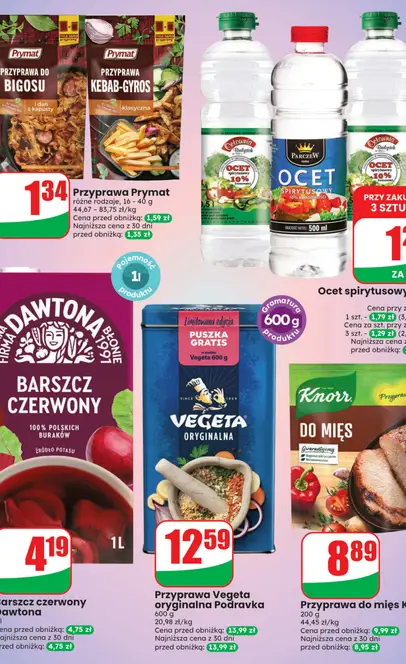 Prymat
PRZYPRAWA DO
BIGOSU
i dań
z kapusty
Prymat
PRZYPRAWA
KEBAB-GYROS
klasyczna
1.34
Przyprawa Prymat
różne rodzaje, 16 - 40 g
44,67 - 83,75 zł/kg
Cena przed obniżką: 1,59 zł
Najniższa cena z 30 dni
przed obniżką: 1,35 zł
OCET
spirytusowy
10%
PARCZEW
OCET
SPIRYTUSOWY
500 ml
OCET
spirytusowy
10%
PRZY ZAKU
3 SZTU
1
ZA
Ocet spirytusowy
Cena przy z
1 szt. - 1,79 zł (3,
Cena za szt. przy z
3 szt. - 1,29 zł (2,
Najniższa cena z
przed obniżką:
Pojemność
1l
produktu
FIRMA DAWTONA BŁONIE
1991
BARSZCZ
CZERWONY
100% POLSKICH
BURAKÓW
ŹRÓDŁO POTASU
1L
4.19
Barszcz czerwony
Dawtona
l
Cena przed obniżką: 4,75 zł
Najniższa cena z 30 dni
przed obniżką: 4,75 zł
Limitowana edycja
PUSZKA
GRATIS
Vegeta 600 g
VEGETA
ORYGINALNA
Gramatura
600 g
produktu
12.59
Przyprawa Vegeta
oryginalna Podravka
600 g
20,98 zł/kg
Cena przed obniżką: 13,99 zł
Najniższa cena z 30 dni
przed obniżką: 13,99 zł
Knorr
Przypraw
DO MIĘS
8.89
Przyprawa do mięs K
200 g
44,45 zł/kg
Cena przed obniżką: 9,99 zł
Najniższa cena z 30 dni
przed obniżką: 8,95 zł